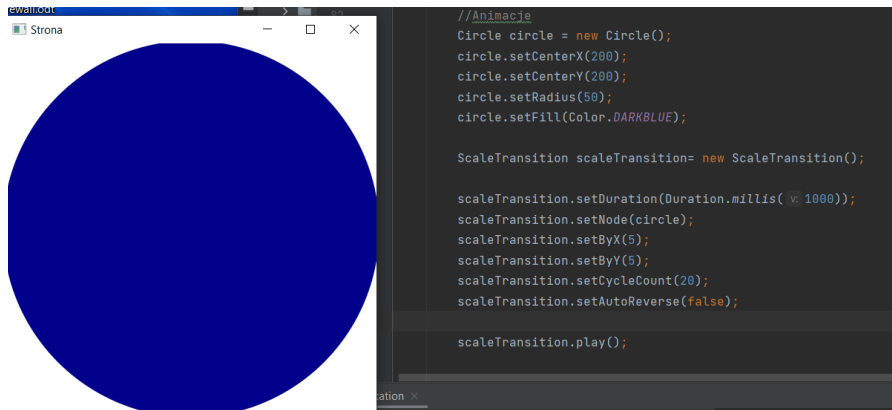 ewall.odt
Strona
82
//Animacje
Circle circle = new Circle();
circle.setCenterX(200);
circle.setCenterY(200);
circle.setRadius(50);
circle.setFill(Color.DARKBLUE);
ScaleTransition scaleTransition= new ScaleTransition();
scaleTransition.setDuration(Duration.millis( v: 1000));
scaleTransition.setNode(circle);
scaleTransition.setByX(5);
scaleTransition.setByY(5);
scaleTransition.setCycleCount(20);
scaleTransition.setAutoReverse(false);
scaleTransition.play();
tation